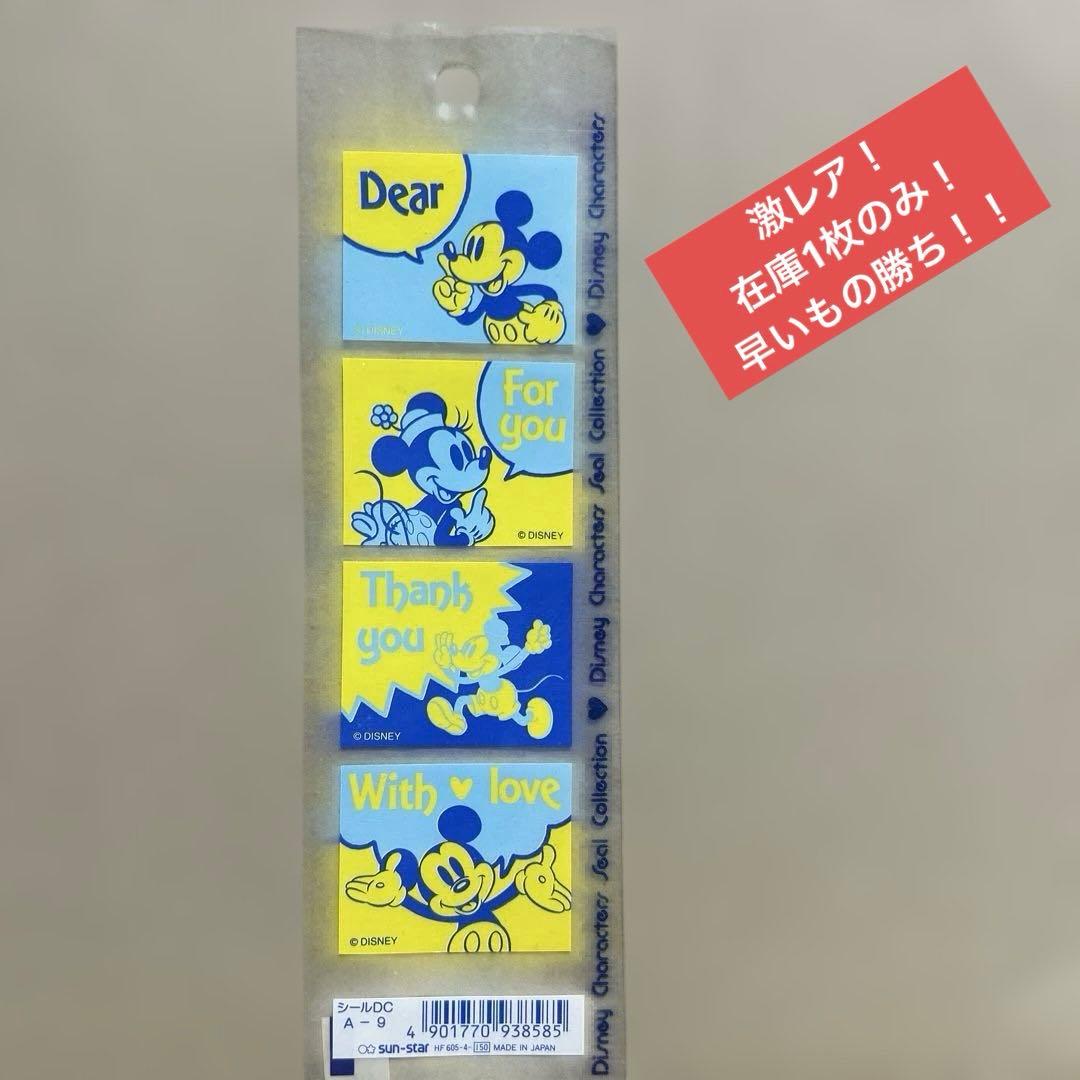 激レア！
在庫1枚のみ！
早いもの勝ち！！
Dear
© DISNEY
For
you
© DISNEY
Thank
you
© DISNEY
With ♥ love
© DISNEY
Disney Characters Seal Collection ♥ Disney Characters Seal Collection ♥ Disney Characters
シールDC
A-9
4 901770 938585
sun-star HF605-4-150 MADE IN JAPAN